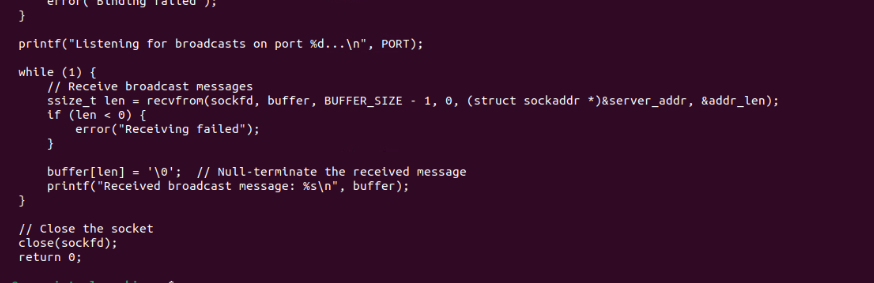 error("Binding failed");
}
printf("Listening for broadcasts on port %d...\n", PORT);
while (1) {
// Receive broadcast messages
ssize_t len = recvfrom(sockfd, buffer, BUFFER_SIZE - 1, 0, (struct sockaddr *)&server_addr, &addr_len);
if (len < 0) {
error("Receiving failed");
}
buffer[len] = '\0';  // Null-terminate the received message
printf("Received broadcast message: %s\n", buffer);
}
// Close the socket
close(sockfd);
return 0;